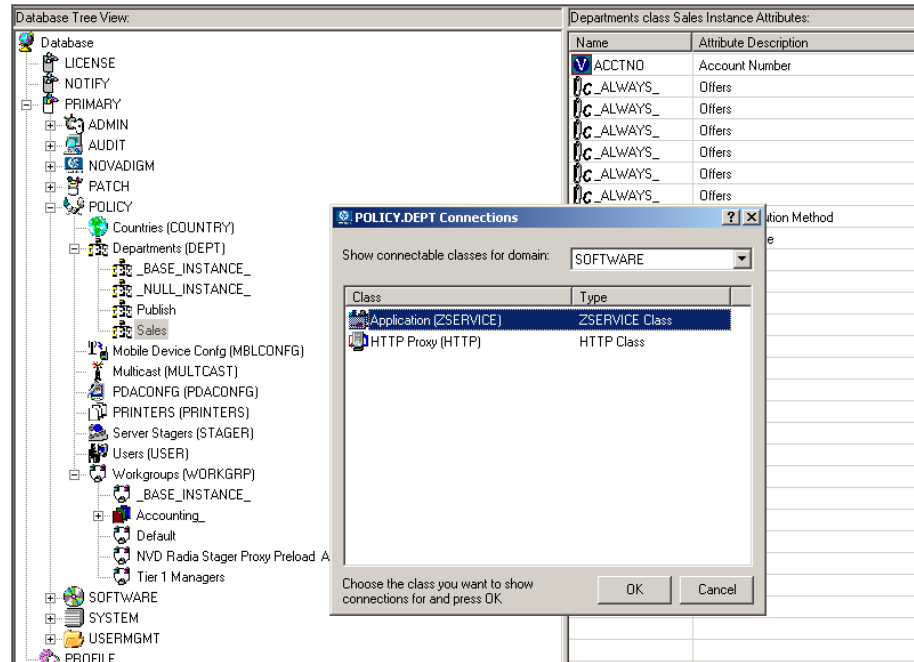 Database Tree View:
Database
LICENSE
NOTIFY
PRIMARY
ADMIN
AUDIT
NOVADIGM
PATCH
POLICY
Countries (COUNTRY)
Departments (DEPT)
_BASE_INSTANCE_
_NULL_INSTANCE_
Publish
Sales
Mobile Device Confg (MBLCONFG)
Multicast (MULTCAST)
PDACONFG (PDACONFG)
PRINTERS (PRINTERS)
Server Stagers (STAGER)
Users (USER)
Workgroups (WORKGRP)
_BASE_INSTANCE_
Accounting_
Default
NVD Radia Stager Proxy Preload A
Tier 1 Managers
SOFTWARE
SYSTEM
USERMGMT
PROFILE
Departments class Sales Instance Attributes:
Name Attribute Description
V ACCTNO Account Number
C _ALWAYS_ Offers
C _ALWAYS_ Offers
C _ALWAYS_ Offers
C _ALWAYS_ Offers
C _ALWAYS_ Offers
C _ALWAYS_ Offers
ution Method
e
POLICY.DEPT Connections ? X
Show connectable classes for domain: SOFTWARE
Class Type
Application (ZSERVICE) ZSERVICE Class
HTTP Proxy (HTTP) HTTP Class
Choose the class you want to show
connections for and press OK
OK Cancel